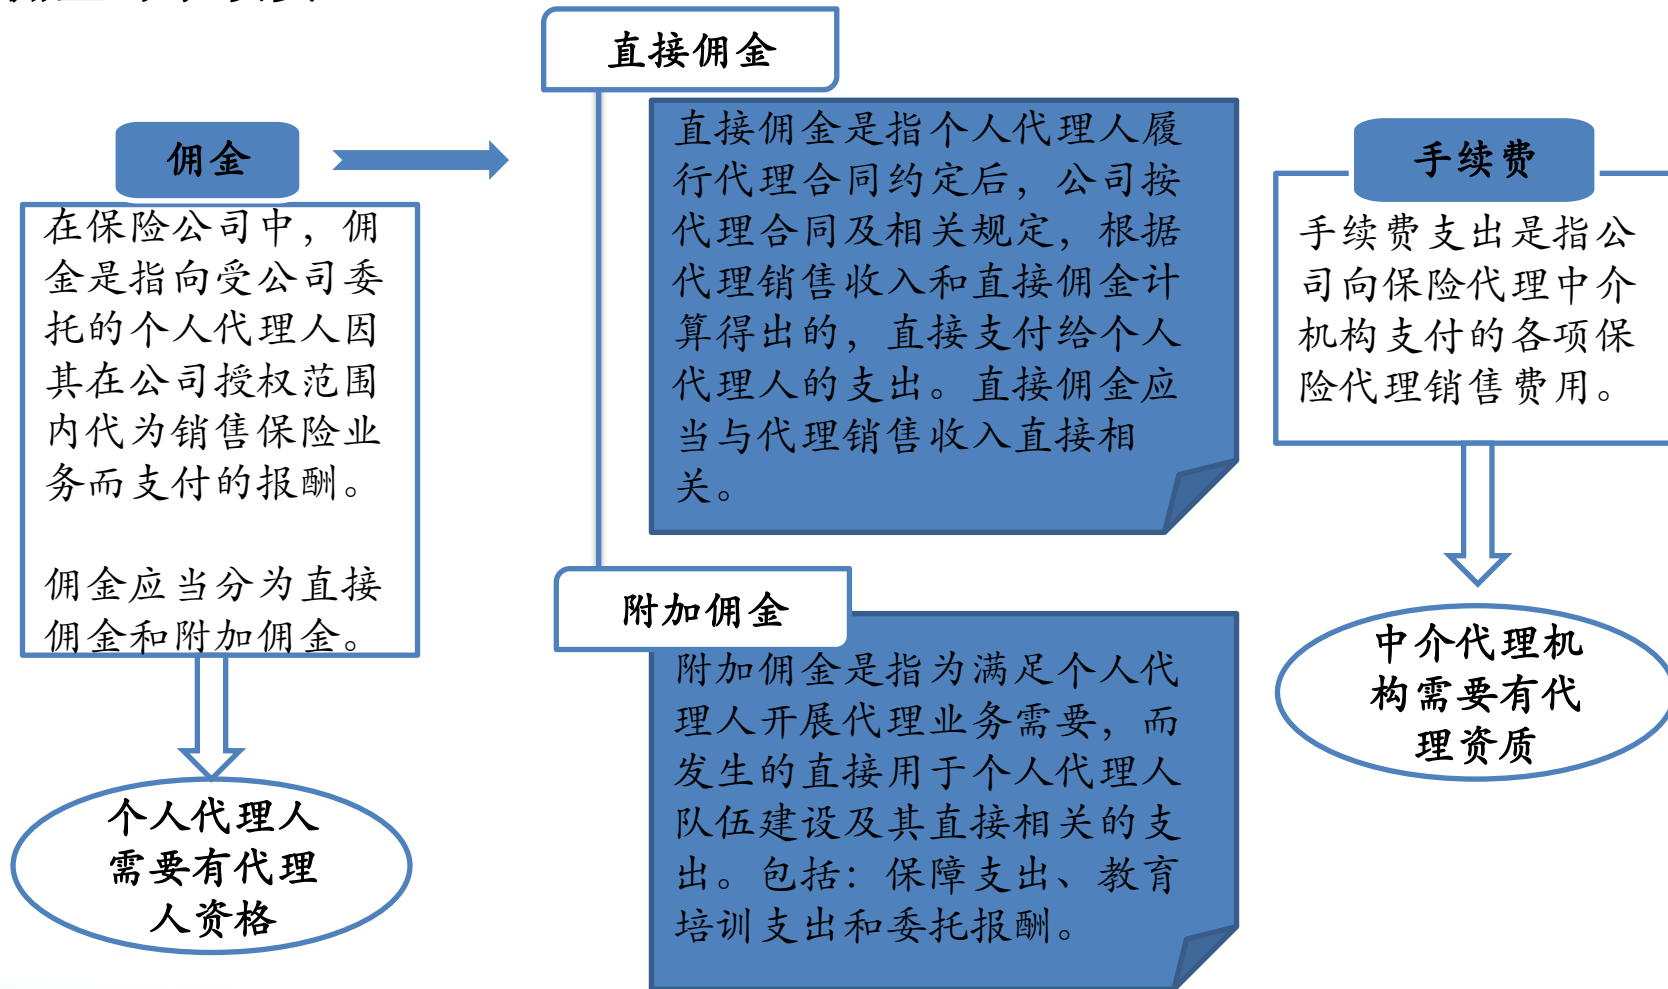 佣金
在保险公司中，佣
金是指向受公司委
托的个人代理人因
其在公司授权范围
内代为销售保险业
务而支付的报酬。
佣金应当分为直接
佣金和附加佣金。
个人代理人
需要有代理
人资格
直接佣金
直接佣金是指个人代理人履
行代理合同约定后，公司按
代理合同及相关规定，根据
代理销售收入和直接佣金计
算得出的，直接支付给个人
代理人的支出。直接佣金应
当与代理销售收入直接相
关。
附加佣金
附加佣金是指为满足个人代
理人开展代理业务需要，而
发生的直接用于个人代理人
队伍建设及其直接相关的支
出。包括：保障支出、教育
培训支出和委托报酬。
手续费
手续费支出是指公
司向保险代理中介
机构支付的各项保
险代理销售费用。
中介代理机
构需要有代
理资质